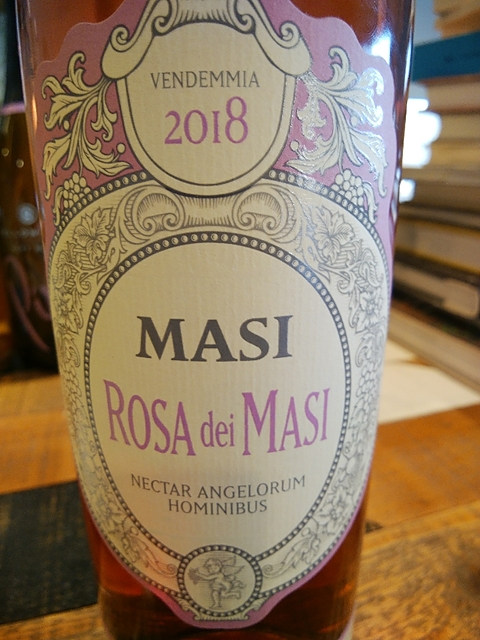 VENDEMMIA
2018
MASI
ROSA dei MASI
NECTAR ANGELORUM
HOMINIBUS